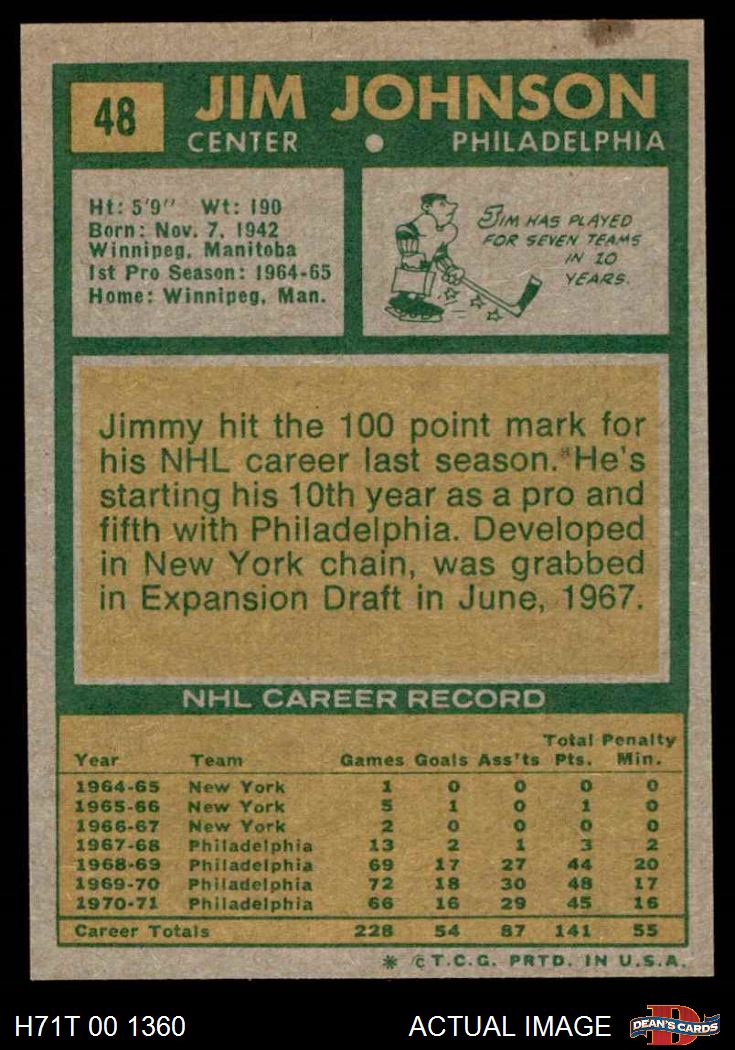 48
JIM JOHNSON
CENTER • PHILADELPHIA
Ht: 5'9" Wt: 190
Born: Nov. 7, 1942
Winnipeg, Manitoba
1st Pro Season: 1964-65
Home: Winnipeg, Man.
JIM HAS PLAYED
FOR SEVEN TEAMS
IN 10
YEARS.
Jimmy hit the 100 point mark for
his NHL career last season. He's
starting his 10th year as a pro and
fifth with Philadelphia. Developed
in New York chain, was grabbed
in Expansion Draft in June, 1967.
NHL CAREER RECORD
Total Penalty
Year Team Games Goals Ass'ts Pts. Min.
1964-65 New York 1 0 0 0 0
1965-66 New York 5 1 0 1 0
1966-67 New York 2 0 0 0 0
1967-68 Philadelphia 13 2 1 3 2
1968-69 Philadelphia 69 17 27 44 20
1969-70 Philadelphia 72 18 30 48 17
1970-71 Philadelphia 66 16 29 45 16
Career Totals 228 54 87 141 55
* © T.C.G. PRTD. IN U.S.A.
H71T 00 1360 ACTUAL IMAGE
D
DEAN'S CARDS